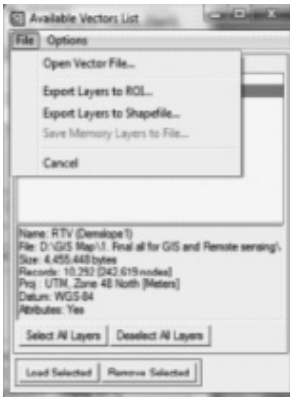 Available Vectors List
File Options
Open Vector File...
Export Layers to ROI...
Export Layers to Shapefile...
Save Memory Layers to File...
Cancel
Name: RTV (Demslope1)
File: D:\GIS Map\1. Final all for GIS and Remote sensing\
Size: 4,455,448 bytes
Records: 10,292 [242,619 nodes]
Proj : UTM, Zone 48 North [Meters]
Datum: WGS-84
Attributes: Yes
Select All Layers Deselect All Layers
Load Selected Remove Selected